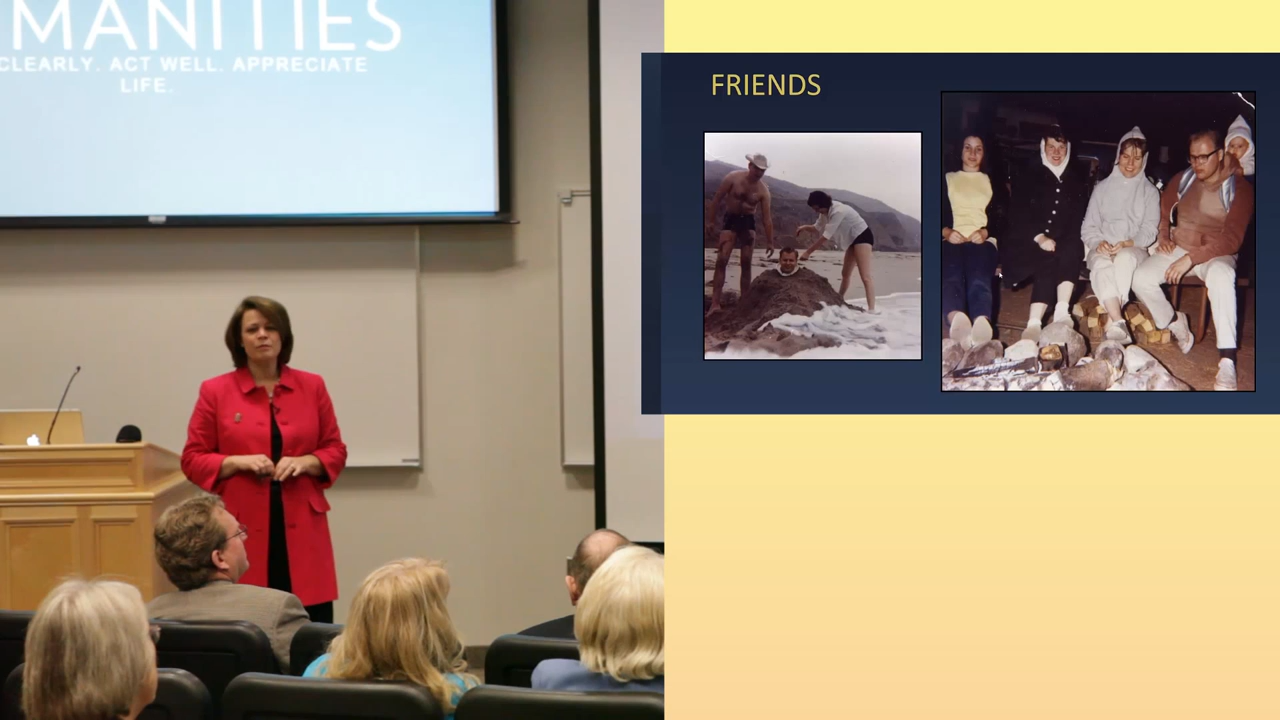 MANITIES
CLEARLY. ACT WELL. APPRECIATE
LIFE.
FRIENDS